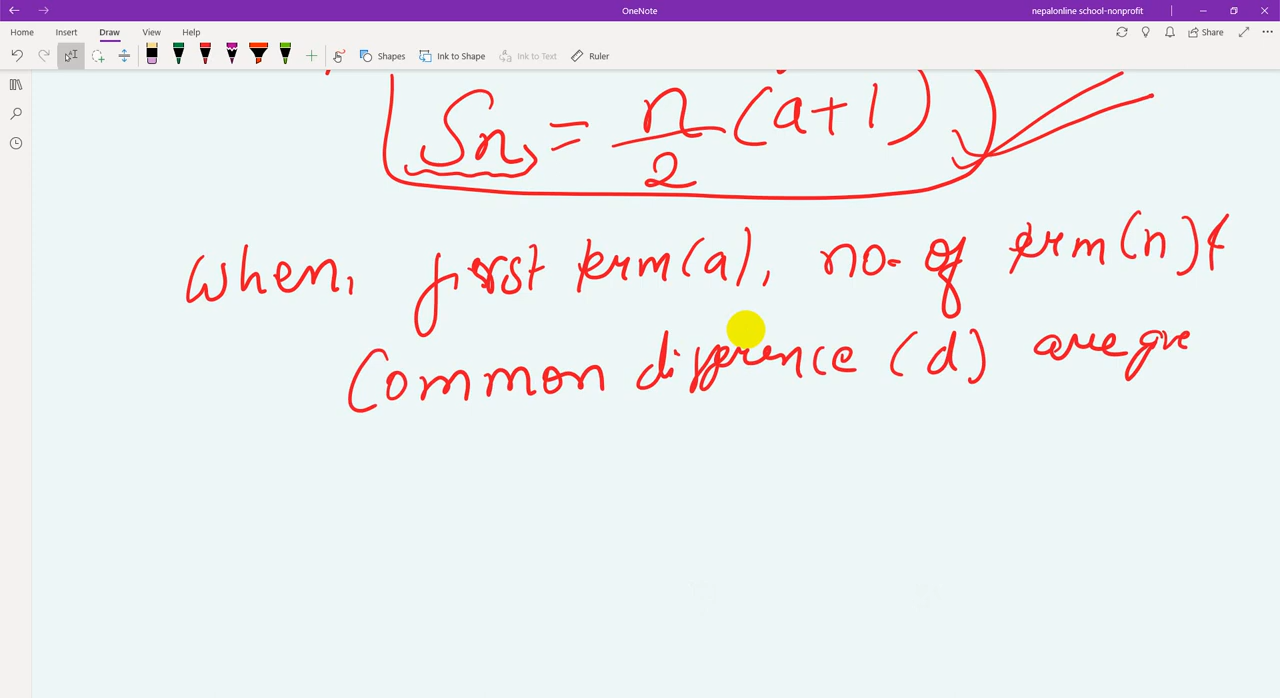 OneNote
nepalonline school-nonprofit
Home Insert Draw View Help
Share
Shapes Ink to Shape Ink to Text Ruler
Sn = n/2 (a+l)
When, first term (a), no. of term (n) &
Common difference (d) are give